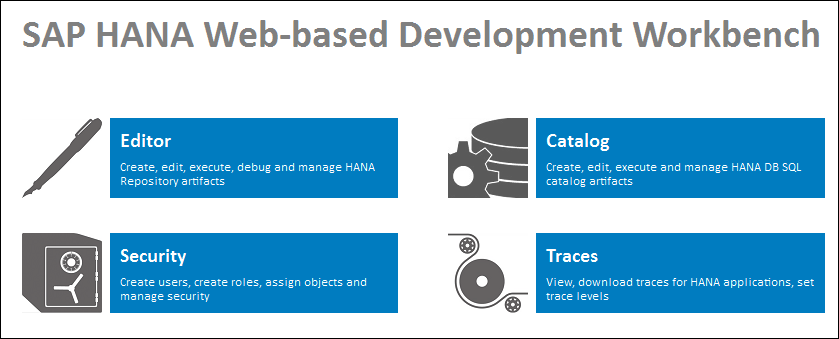 SAP HANA Web-based Development Workbench
Editor
Create, edit, execute, debug and manage HANA
Repository artifacts
Catalog
Create, edit, execute and manage HANA DB SQL
catalog artifacts
Security
Create users, create roles, assign objects and
manage security
Traces
View, download traces for HANA applications, set
trace levels